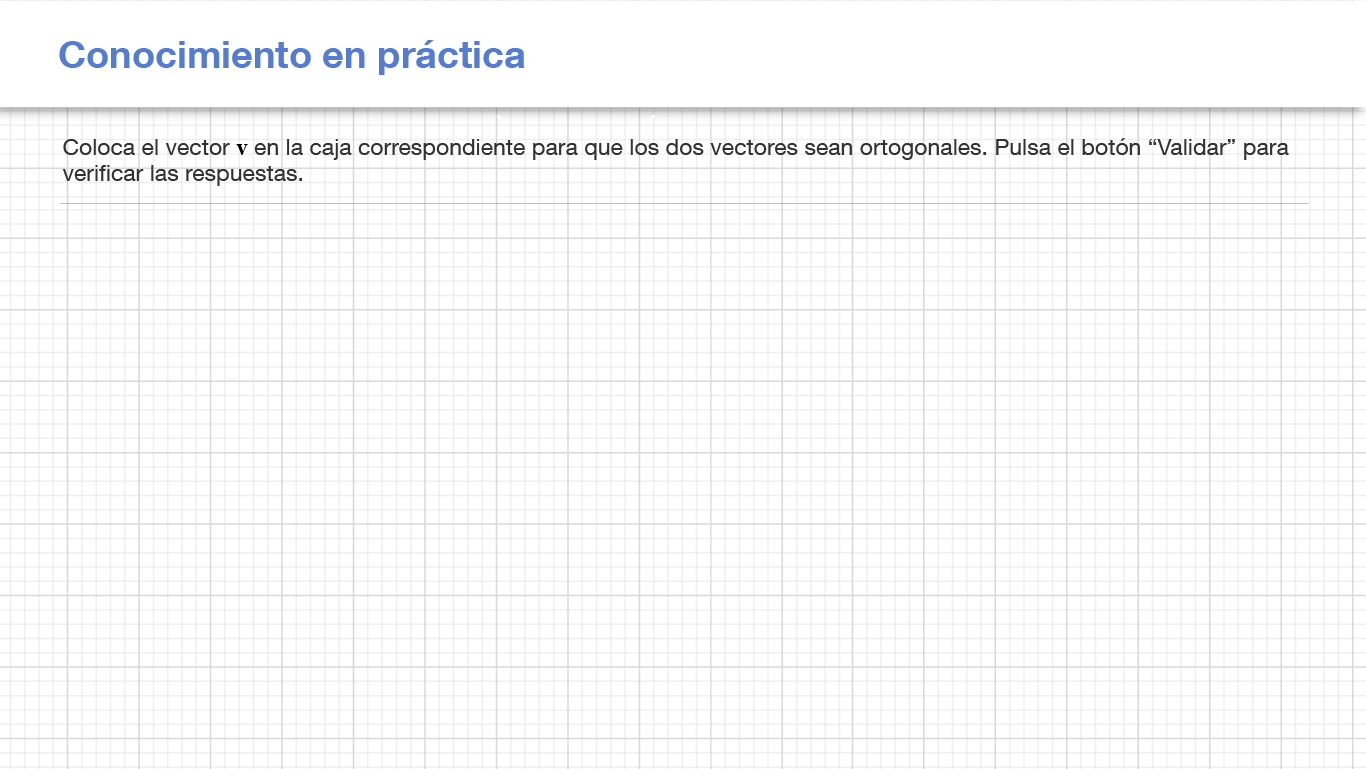 Conocimiento en práctica
Coloca el vector v en la caja correspondiente para que los dos vectores sean ortogonales. Pulsa el botón “Validar” para
verificar las respuestas.